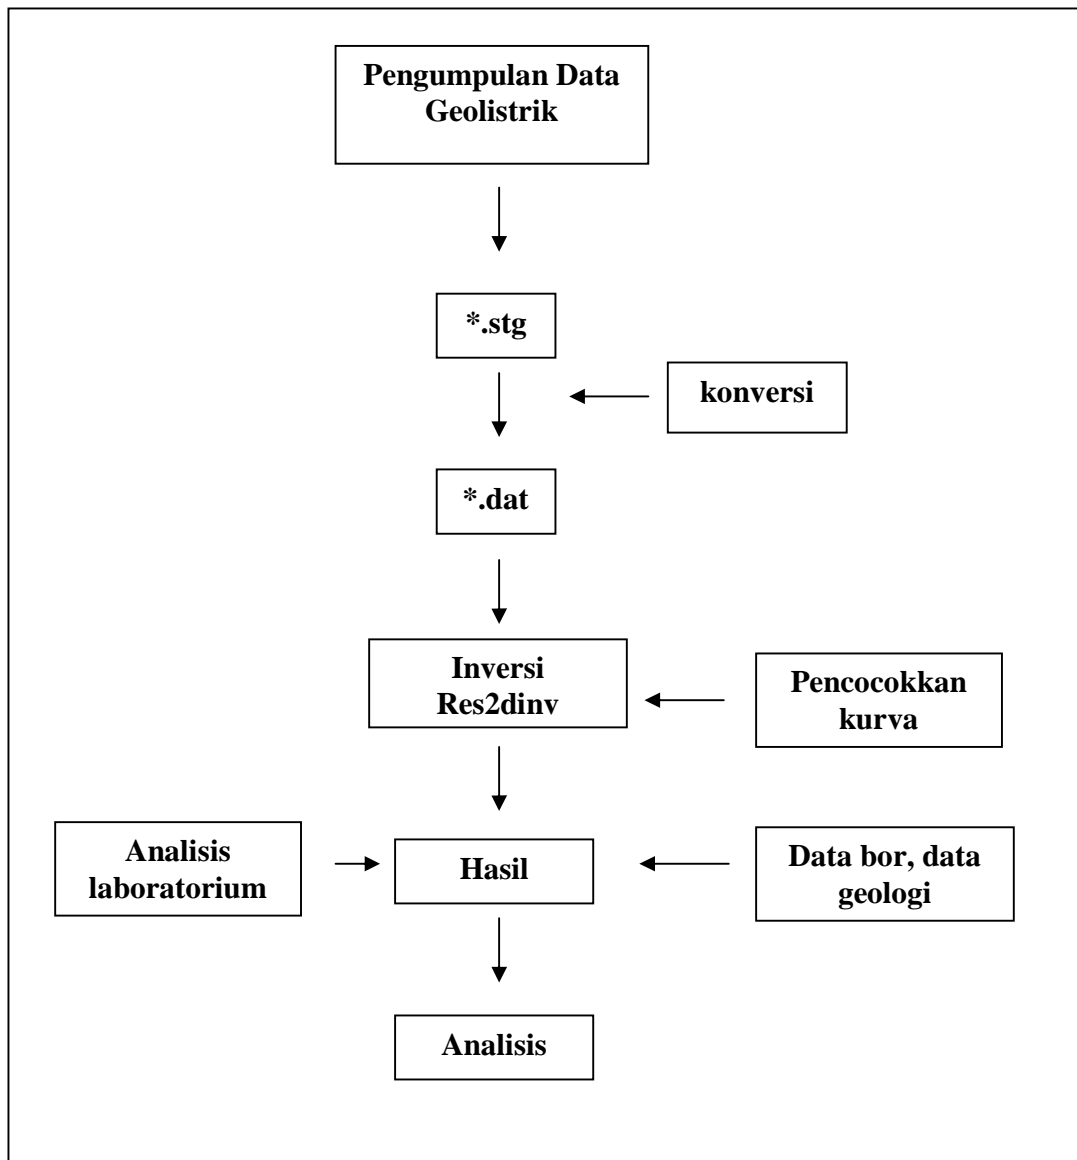 Pengumpulan Data
Geolistrik
*.stg
konversi
*.dat
Inversi
Res2dinv
Pencocokkan
kurva
Analisis
laboratorium
Hasil
Data bor, data
geologi
Analisis